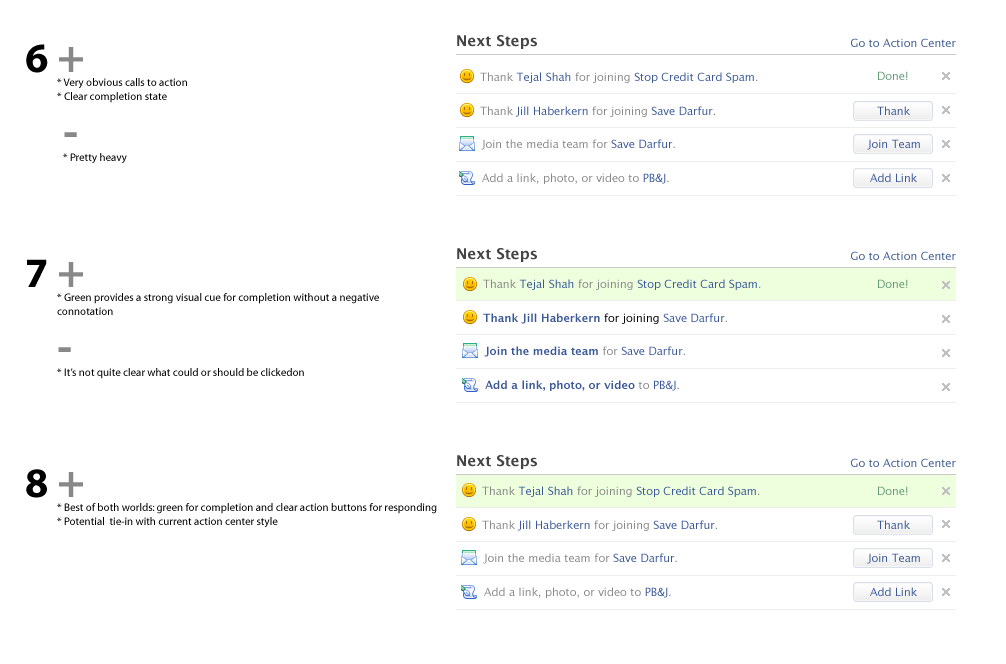 6 +
* Very obvious calls to action
* Clear completion state
-
* Pretty heavy
Next Steps
Go to Action Center
Thank Tejal Shah for joining Stop Credit Card Spam. Done! ×
Thank Jill Haberkern for joining Save Darfur. Thank ×
Join the media team for Save Darfur. Join Team ×
Add a link, photo, or video to PB&J. Add Link ×
7 +
* Green provides a strong visual cue for completion without a negative
connotation
-
* It's not quite clear what could or should be clickedon
Next Steps
Go to Action Center
Thank Tejal Shah for joining Stop Credit Card Spam. Done! ×
Thank Jill Haberkern for joining Save Darfur. ×
Join the media team for Save Darfur. ×
Add a link, photo, or video to PB&J. ×
8 +
* Best of both worlds: green for completion and clear action buttons for responding
* Potential tie-in with current action center style
Next Steps
Go to Action Center
Thank Tejal Shah for joining Stop Credit Card Spam. Done! ×
Thank Jill Haberkern for joining Save Darfur. Thank ×
Join the media team for Save Darfur. Join Team ×
Add a link, photo, or video to PB&J. Add Link ×